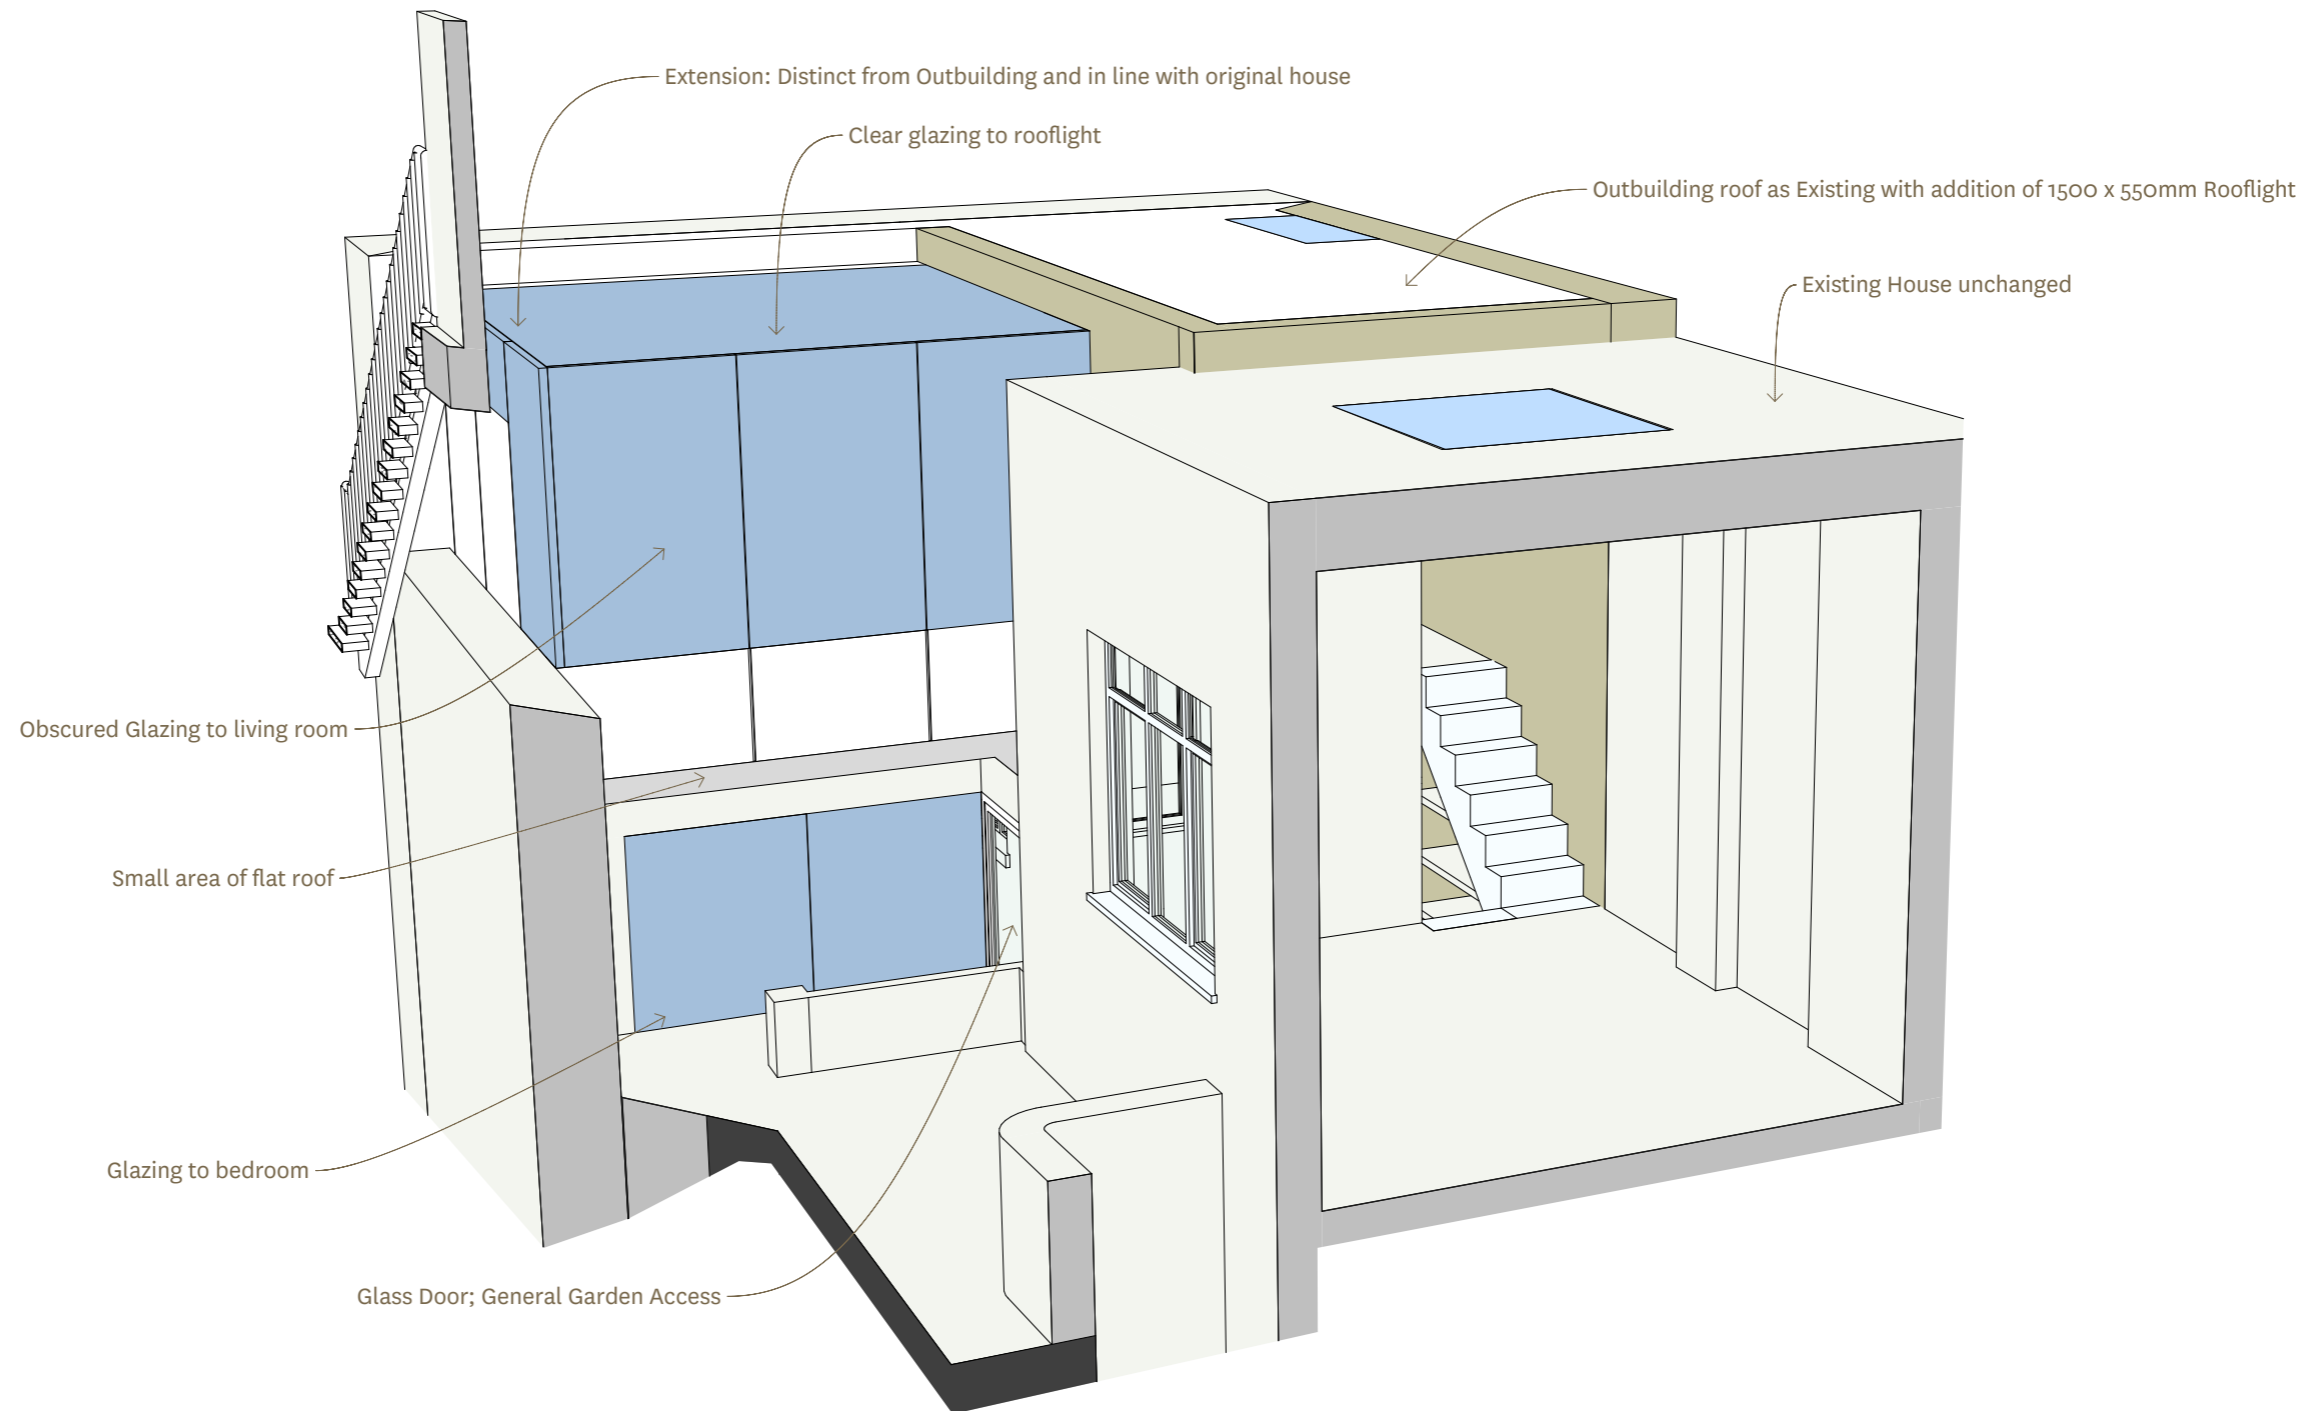 Extension: Distinct from Outbuilding and in line with original house
Clear glazing to rooflight
Outbuilding roof as Existing with addition of 1500 x 550mm Rooflight
Existing House unchanged
Obscured Glazing to living room
Small area of flat roof
Glazing to bedroom
Glass Door; General Garden Access